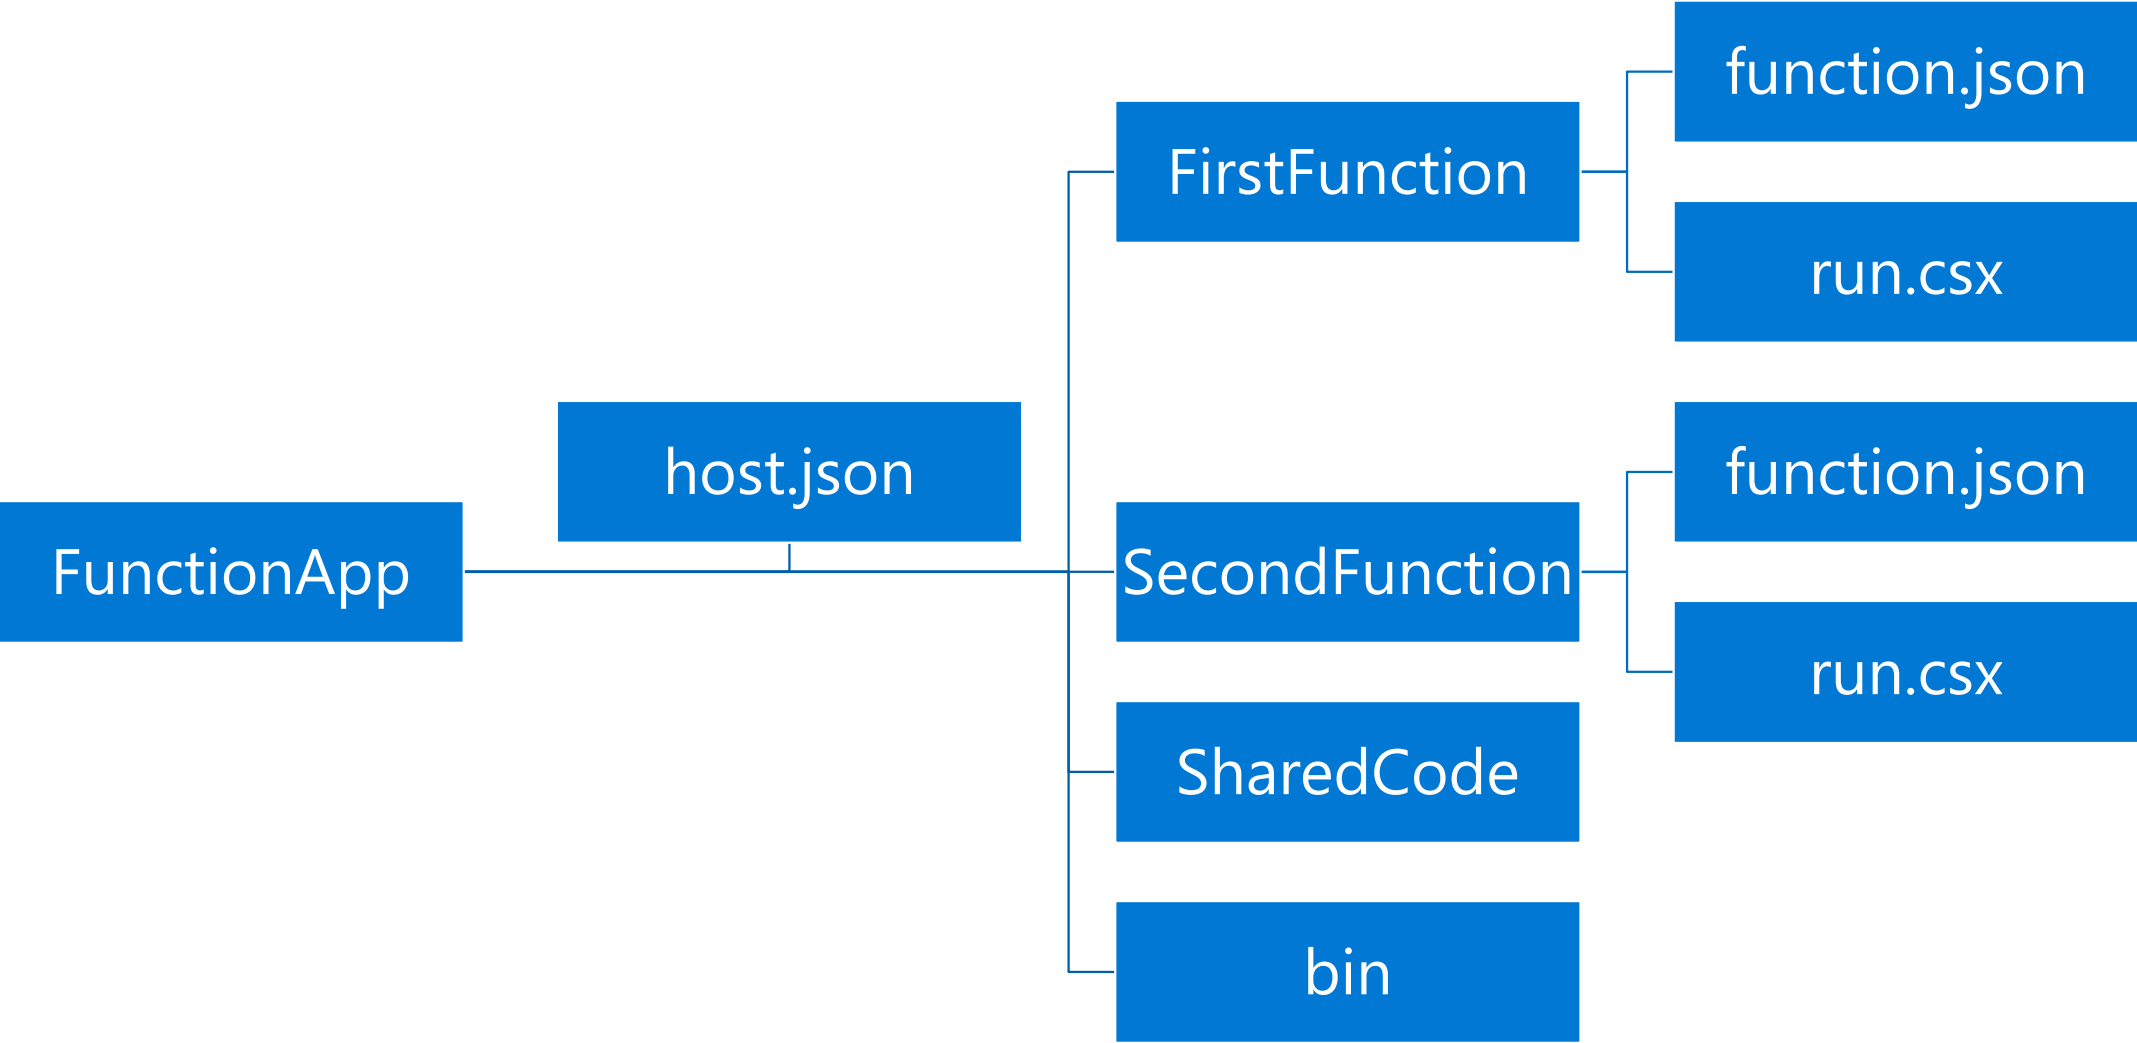 FunctionApp
host.json
FirstFunction
function.json
run.csx
SecondFunction
function.json
run.csx
SharedCode
bin